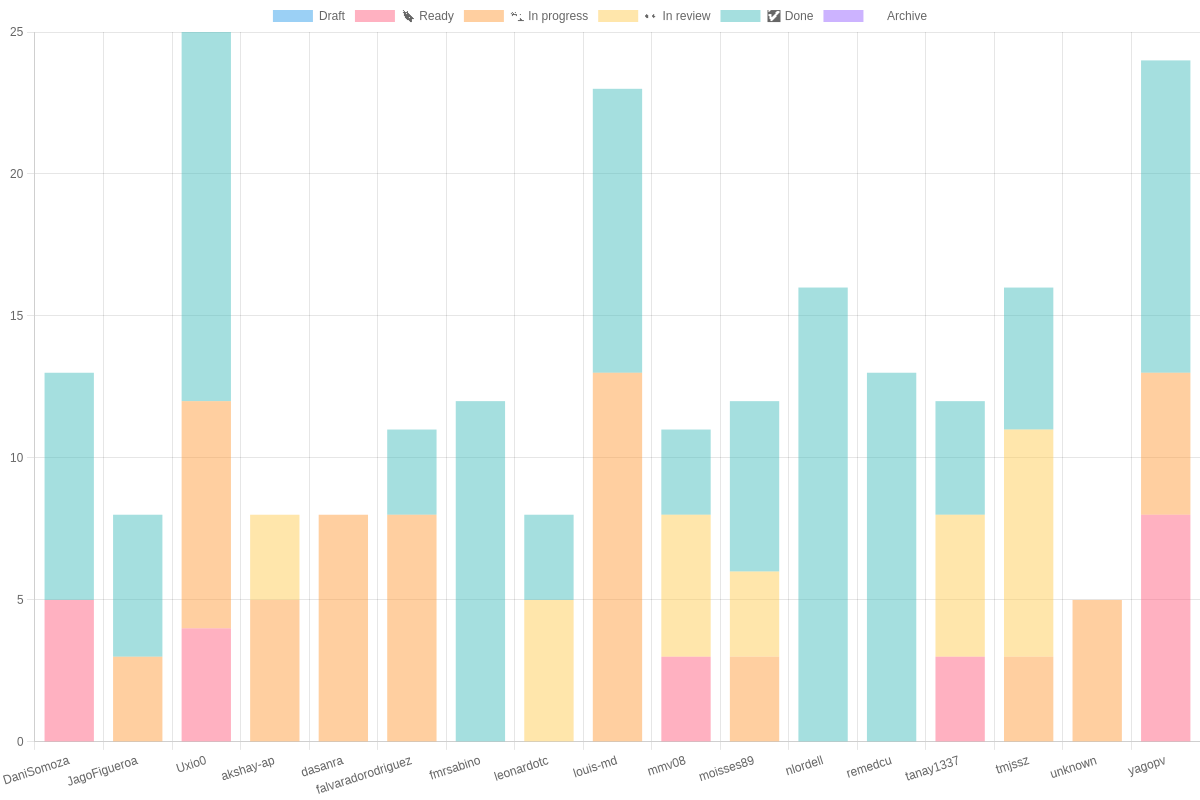 Draft 🔖 Ready 🏗 In progress 👀 In review ✅ Done Archive
25
20
15
10
5
0
DaniSomoza
JagoFigueroa
Uxio0
akshay-ap
dasanra
falvaradorodriguez
fmrsabino
leonardotc
louis-md
mmv08
moisses89
nlordell
remedcu
tanay1337
tmjssz
unknown
yagopv